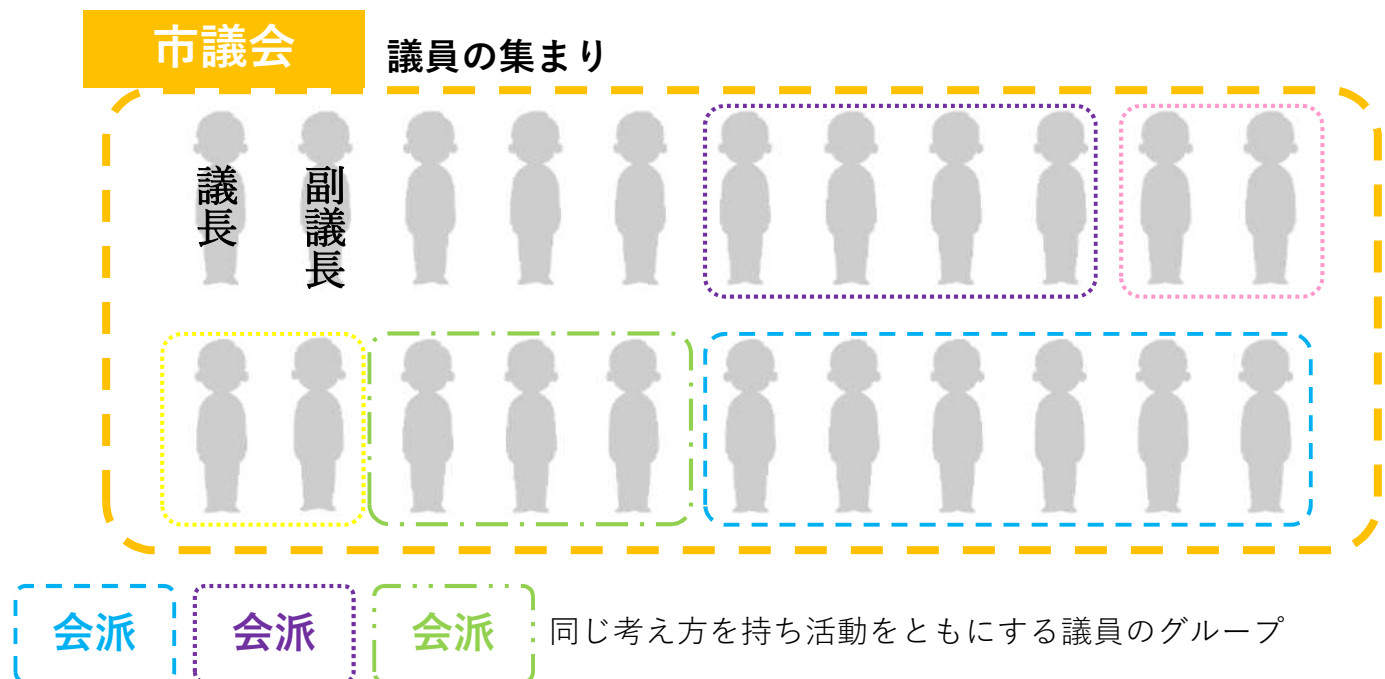 市議会
議員の集まり
議長
副議長
会派
会派
会派
同じ考え方を持ち活動をともにする議員のグループ